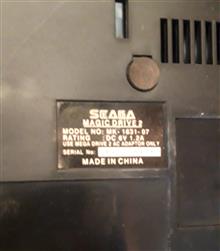 SEAGA
MAGIC DRIVE 2
MODEL NO: MK-1631-07
RATING :DC 6V 1.2A
USE MEGA DRIVE 2 AC ADAPTOR ONLY
SERIAL No:
MADE IN CHINA